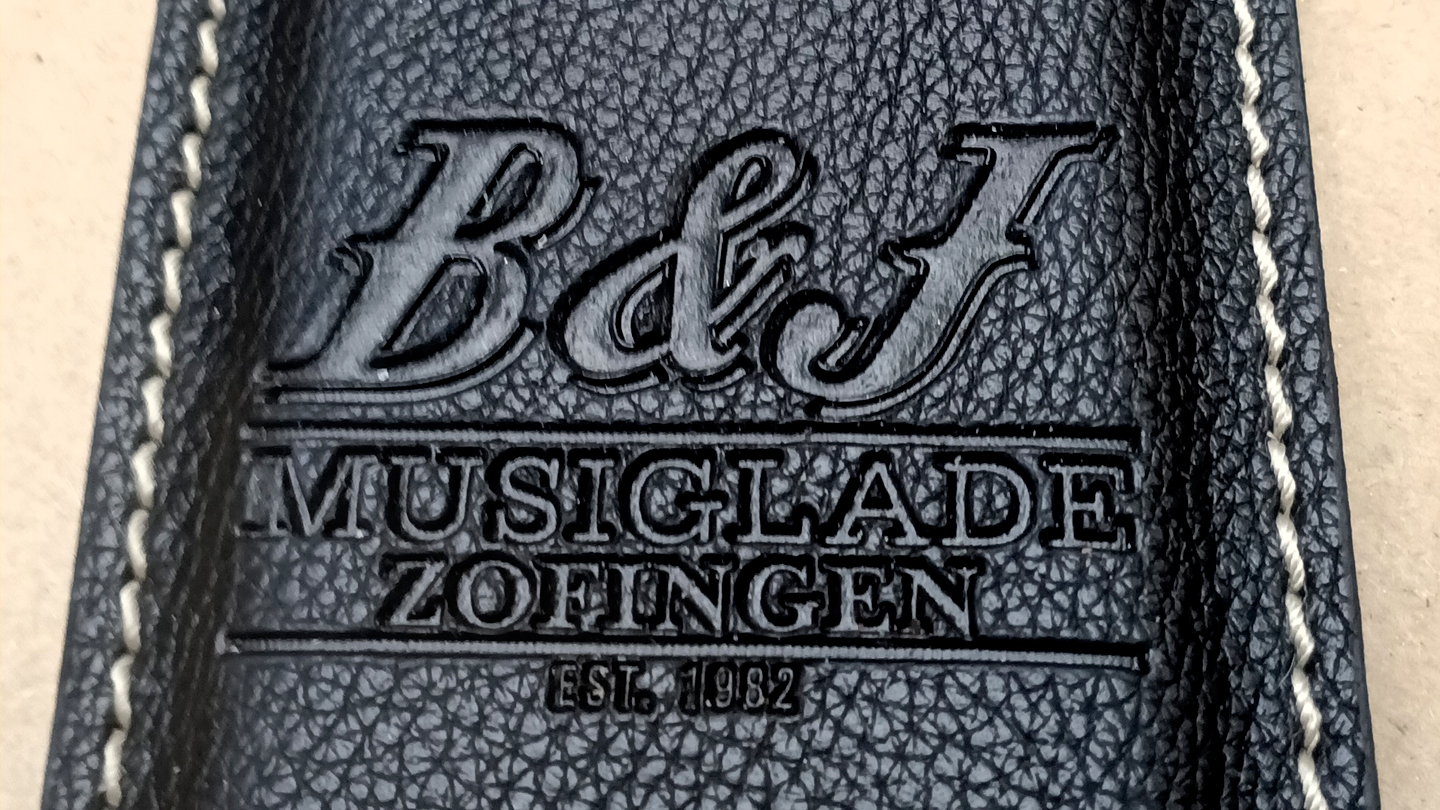 B&J
MUSIGLADE
ZOFINGEN
EST. 1982